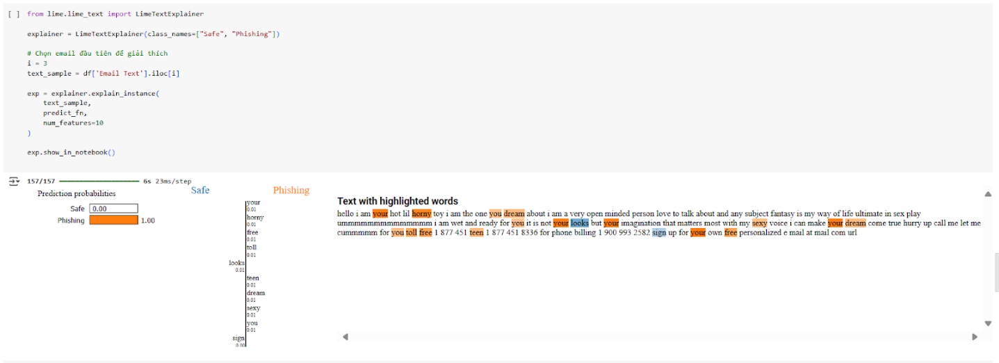 [ ] from lime.lime_text import LimeTextExplainer
explainer = LimeTextExplainer(class_names=["Safe", "Phishing"])
# Chọn email đầu tiên để giải thích
i = 3
text_sample = df['Email Text'].iloc[i]
exp = explainer.explain_instance(
text_sample,
predict_fn,
num_features=10
)
exp.show_in_notebook()
157/157 6s 23ms/step
Prediction probabilities
Safe 0.00
Phishing 1.00
Safe Phishing
your
0.01
horny
0.01
free
0.01
toll
0.01
looks
0.01
teen
0.01
dream
0.01
sexy
0.01
you
0.01
sign
0.00
Text with highlighted words
hello i am your hot lil horny toy i am the one you dream about i am a very open minded person love to talk about and any subject fantasy is my way of life ultimate in sex play
ummmmmmmmmmmmmm i am wet and ready for you it is not your looks but your imagination that matters most with my sexy voice i can make your dream come true hurry up call me let me
cummmmmm for you toll free 1 877 451 teen 1 877 451 8336 for phone billing 1 900 993 2582 sign up for your own free personalized e mail at mail com url